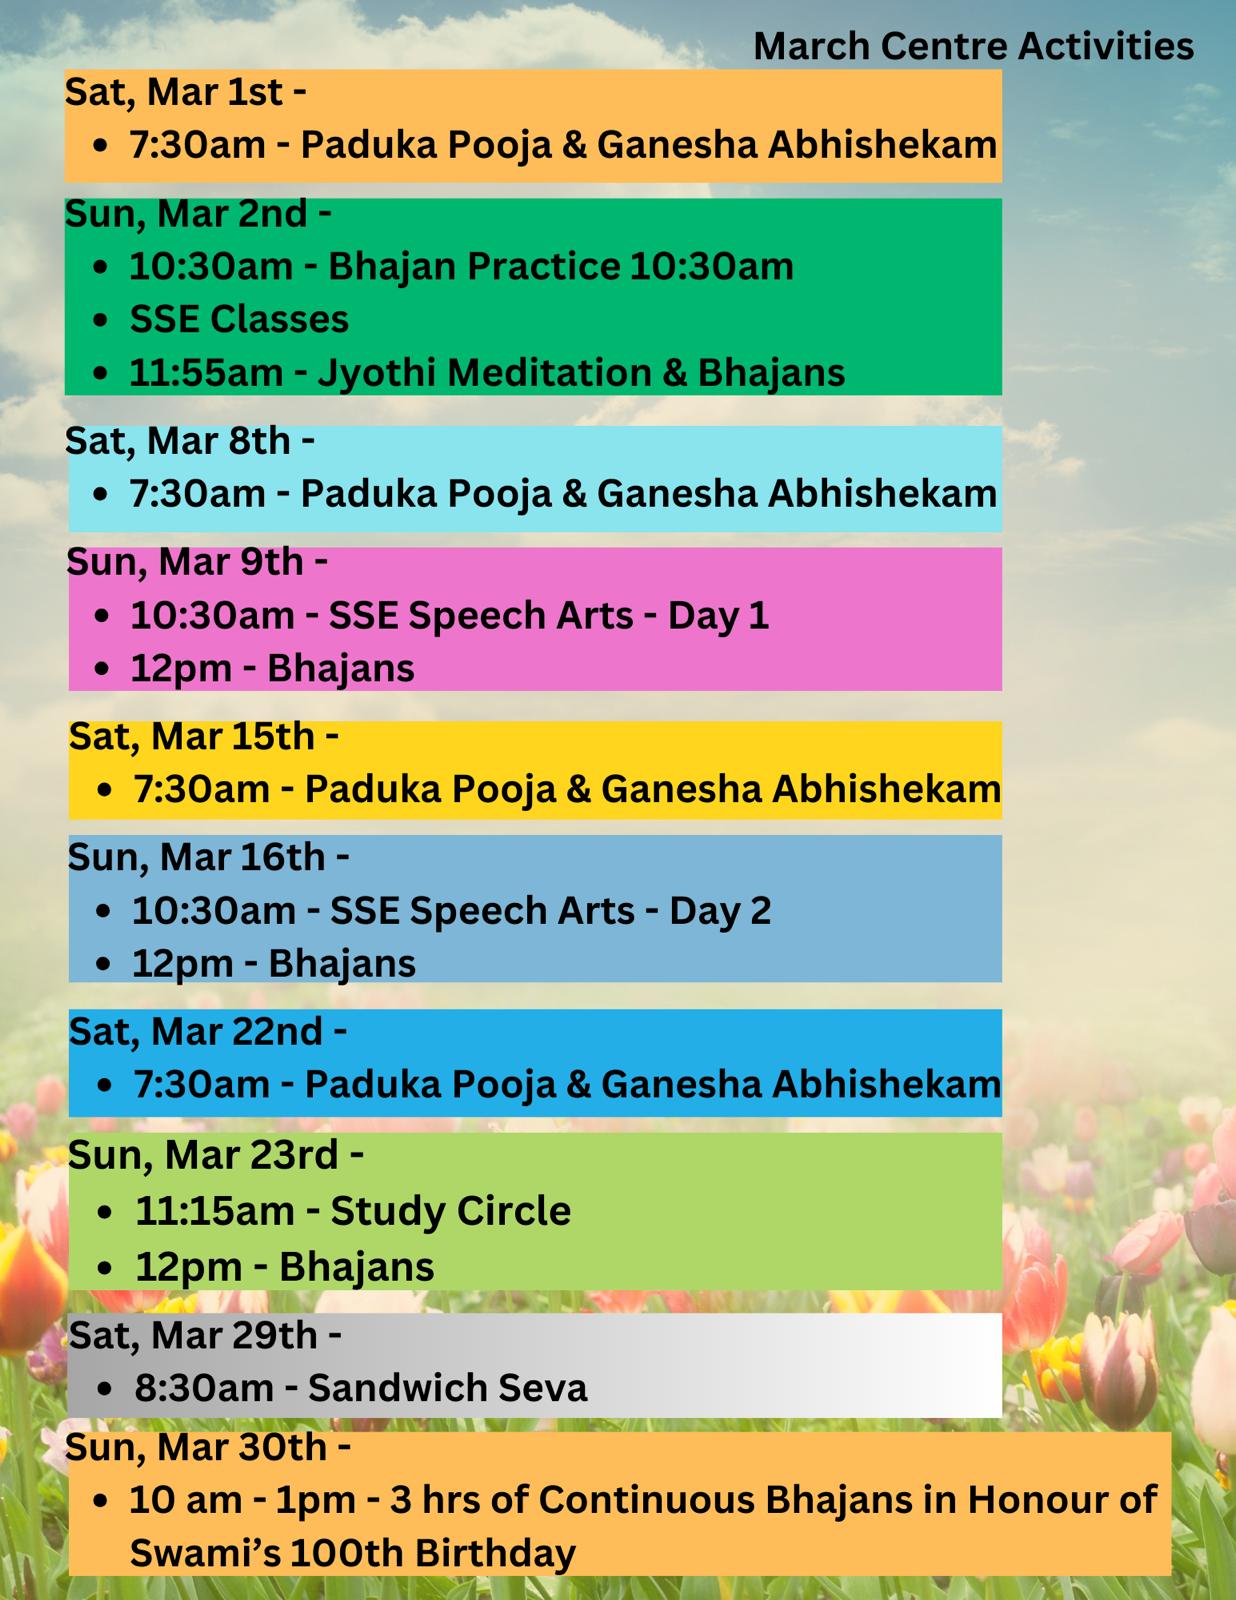 March Centre Activities
Sat, Mar 1st -
• 7:30am - Paduka Pooja & Ganesha Abhishekam
Sun, Mar 2nd -
• 10:30am - Bhajan Practice 10:30am
• SSE Classes
• 11:55am - Jyothi Meditation & Bhajans
Sat, Mar 8th -
• 7:30am - Paduka Pooja & Ganesha Abhishekam
Sun, Mar 9th -
• 10:30am - SSE Speech Arts - Day 1
• 12pm - Bhajans
Sat, Mar 15th -
• 7:30am - Paduka Pooja & Ganesha Abhishekam
Sun, Mar 16th -
• 10:30am - SSE Speech Arts - Day 2
• 12pm - Bhajans
Sat, Mar 22nd -
• 7:30am - Paduka Pooja & Ganesha Abhishekam
Sun, Mar 23rd -
• 11:15am - Study Circle
• 12pm - Bhajans
Sat, Mar 29th -
• 8:30am - Sandwich Seva
Sun, Mar 30th -
• 10 am - 1pm - 3 hrs of Continuous Bhajans in Honour of
Swami’s 100th Birthday